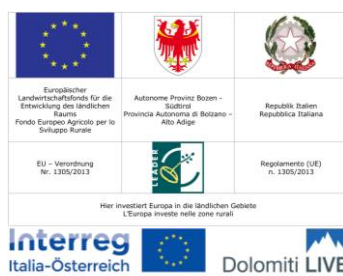 Europäischer
Landwirtschaftsfonds für die
Entwicklung des ländlichen
Raums
Fondo Europeo Agricolo per lo
Sviluppo Rurale
Autonome Provinz Bozen -
Südtirol
Provincia Autonoma di Bolzano –
Alto Adige
Republik Italien
Repubblica Italiana
EU – Verordnung
Nr. 1305/2013
LEADER
Regolamento (UE)
n. 1305/2013
Hier investiert Europa in die ländlichen Gebiete
L'Europa investe nelle zone rurali
Interreg
Italia-Österreich
Dolomiti LIVE